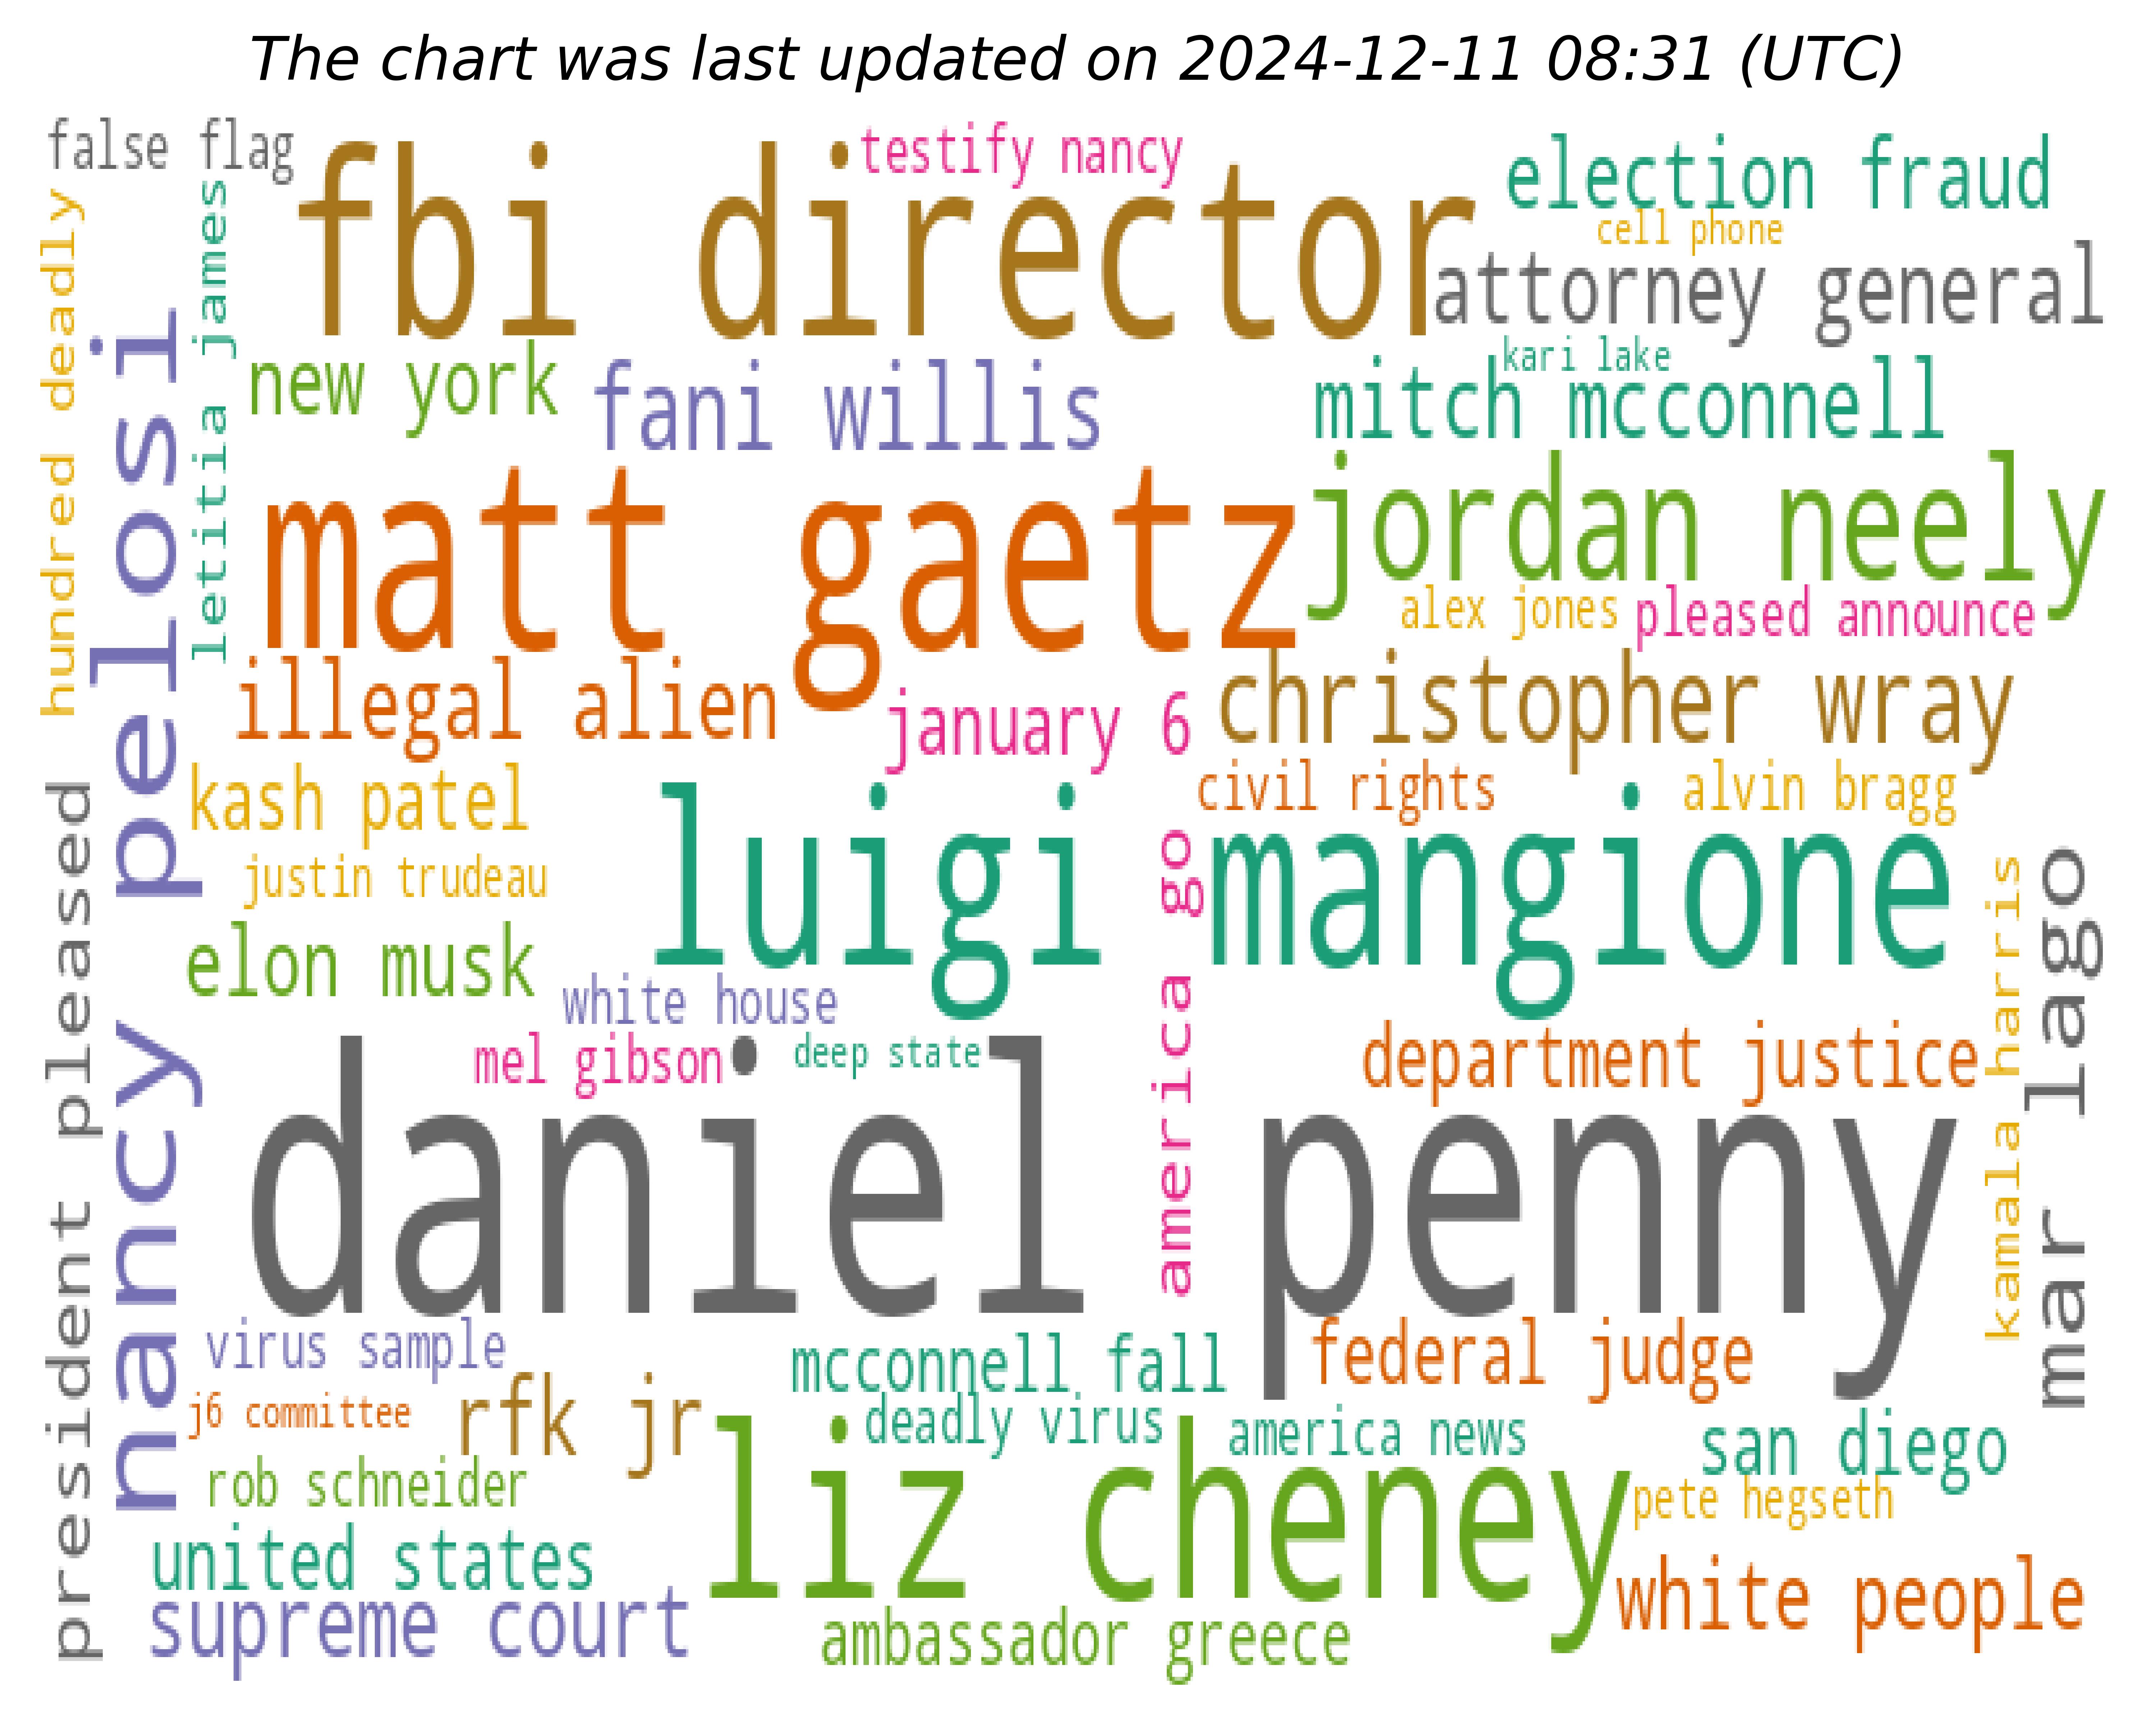 The chart was last updated on 2024-12-11 08:31 (UTC)
false flag
testify nancy
fbi director
election fraud
cell phone
attorney general
hundred deadly
letitia james
nancy pelosi
new york
fani willis
kari lake
mitch mcconnell
matt gaetz
jordan neely
alex jones
pleased announce
illegal alien
january 6
christopher wray
kash patel
civil rights
alvin bragg
luigi mangione
justin trudeau
elon musk
white house
america go
president pleased
kamala harris
mar lago
mel gibson
deep state
department justice
daniel penny
virus sample
mcconnell fall
federal judge
j6 committee
rfk jr
deadly virus
america news
san diego
rob schneider
liz cheney
pete hegseth
united states
supreme court
white people
ambassador greece